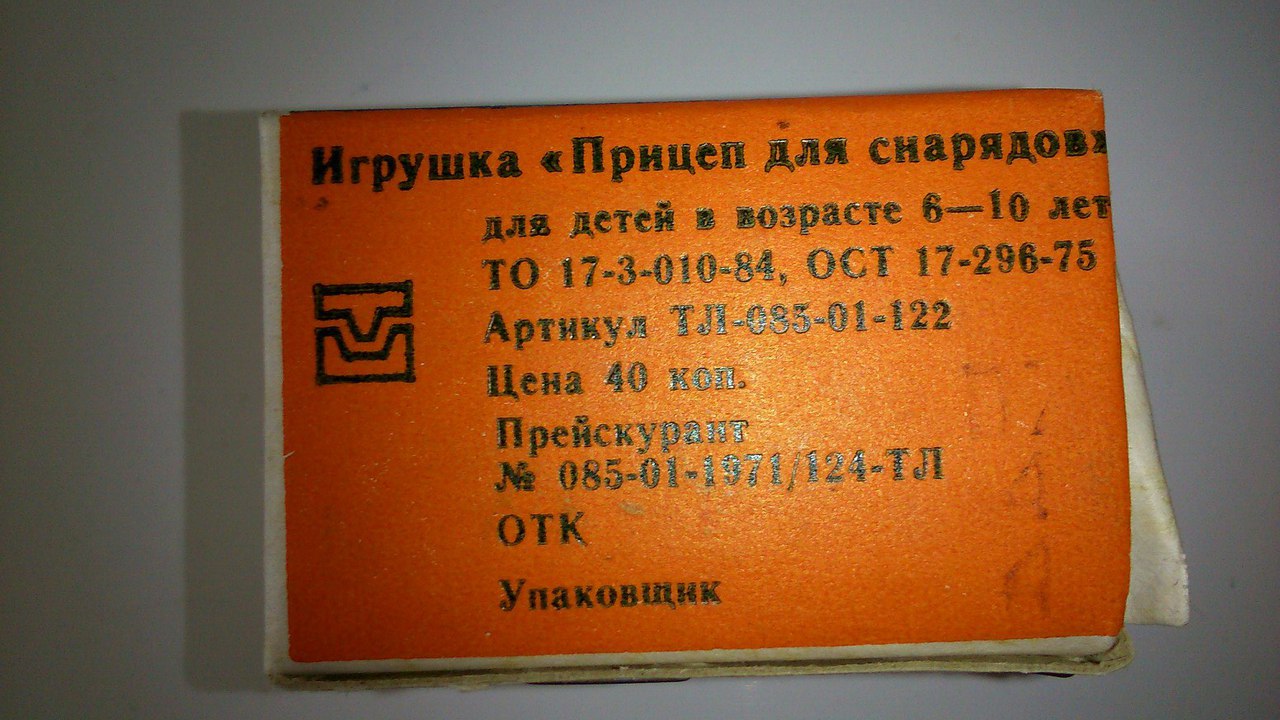 Игрушка «Прицеп для снарядов»
для детей в возрасте 6—10 лет
ТО 17-3-010-84, ОСТ 17-296-75
Артикул ТЛ-085-01-122
Цена 40 коп.
Прейскурант
№ 085-01-1971/124-ТЛ
ОТК
Упаковщик